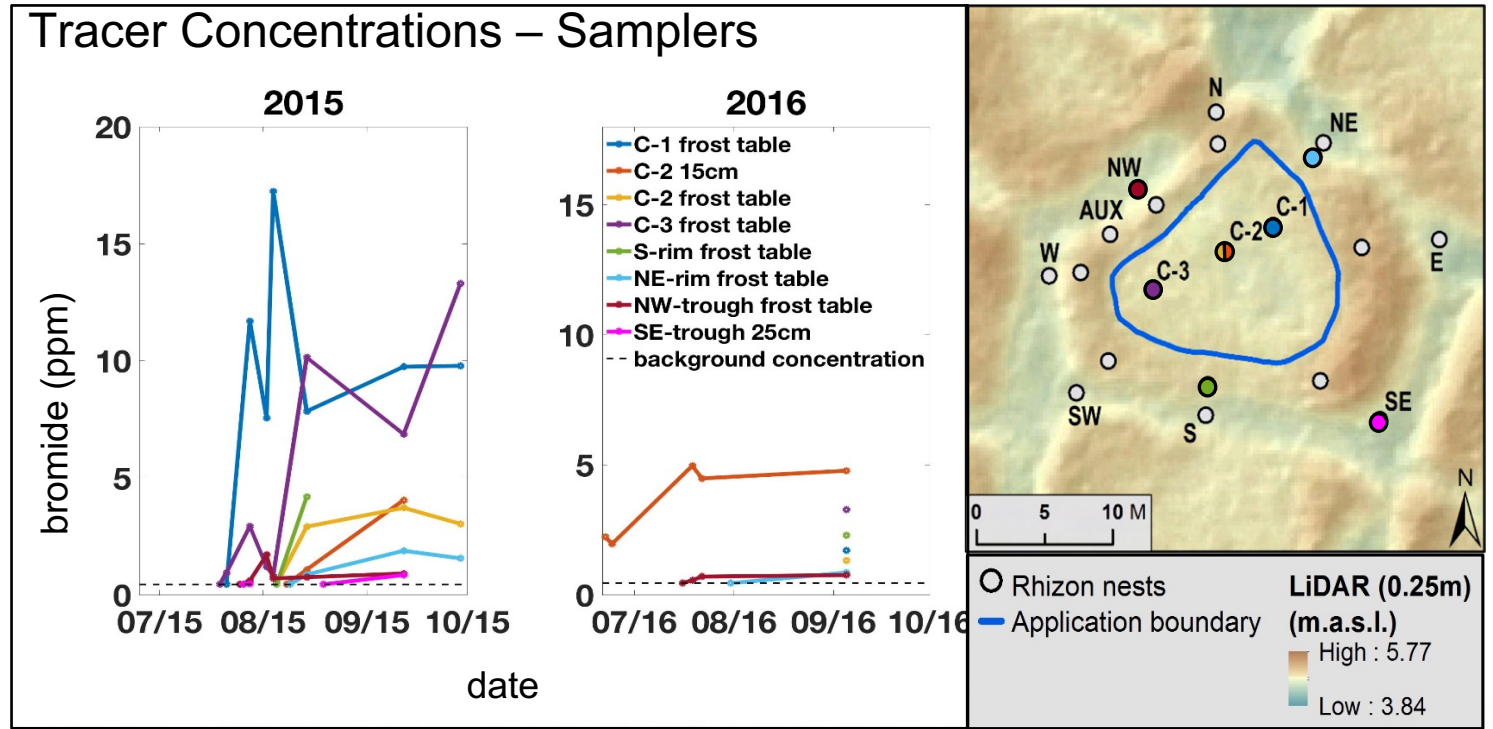 Tracer Concentrations – Samplers
2015
2016
bromide (ppm)
20
15
10
5
0
07/15 08/15 09/15 10/15
15
10
5
0
07/16 08/16 09/16 10/16
C-1 frost table
C-2 15cm
C-2 frost table
C-3 frost table
S-rim frost table
NE-rim frost table
NW-trough frost table
SE-trough 25cm
background concentration
date
N
NE
NW
AUX
C-1
C-2
W
E
C-3
SW
S
SE
N
0 5 10 M
Rhizon nests
Application boundary
LiDAR (0.25m)
(m.a.s.l.)
High : 5.77
Low : 3.84